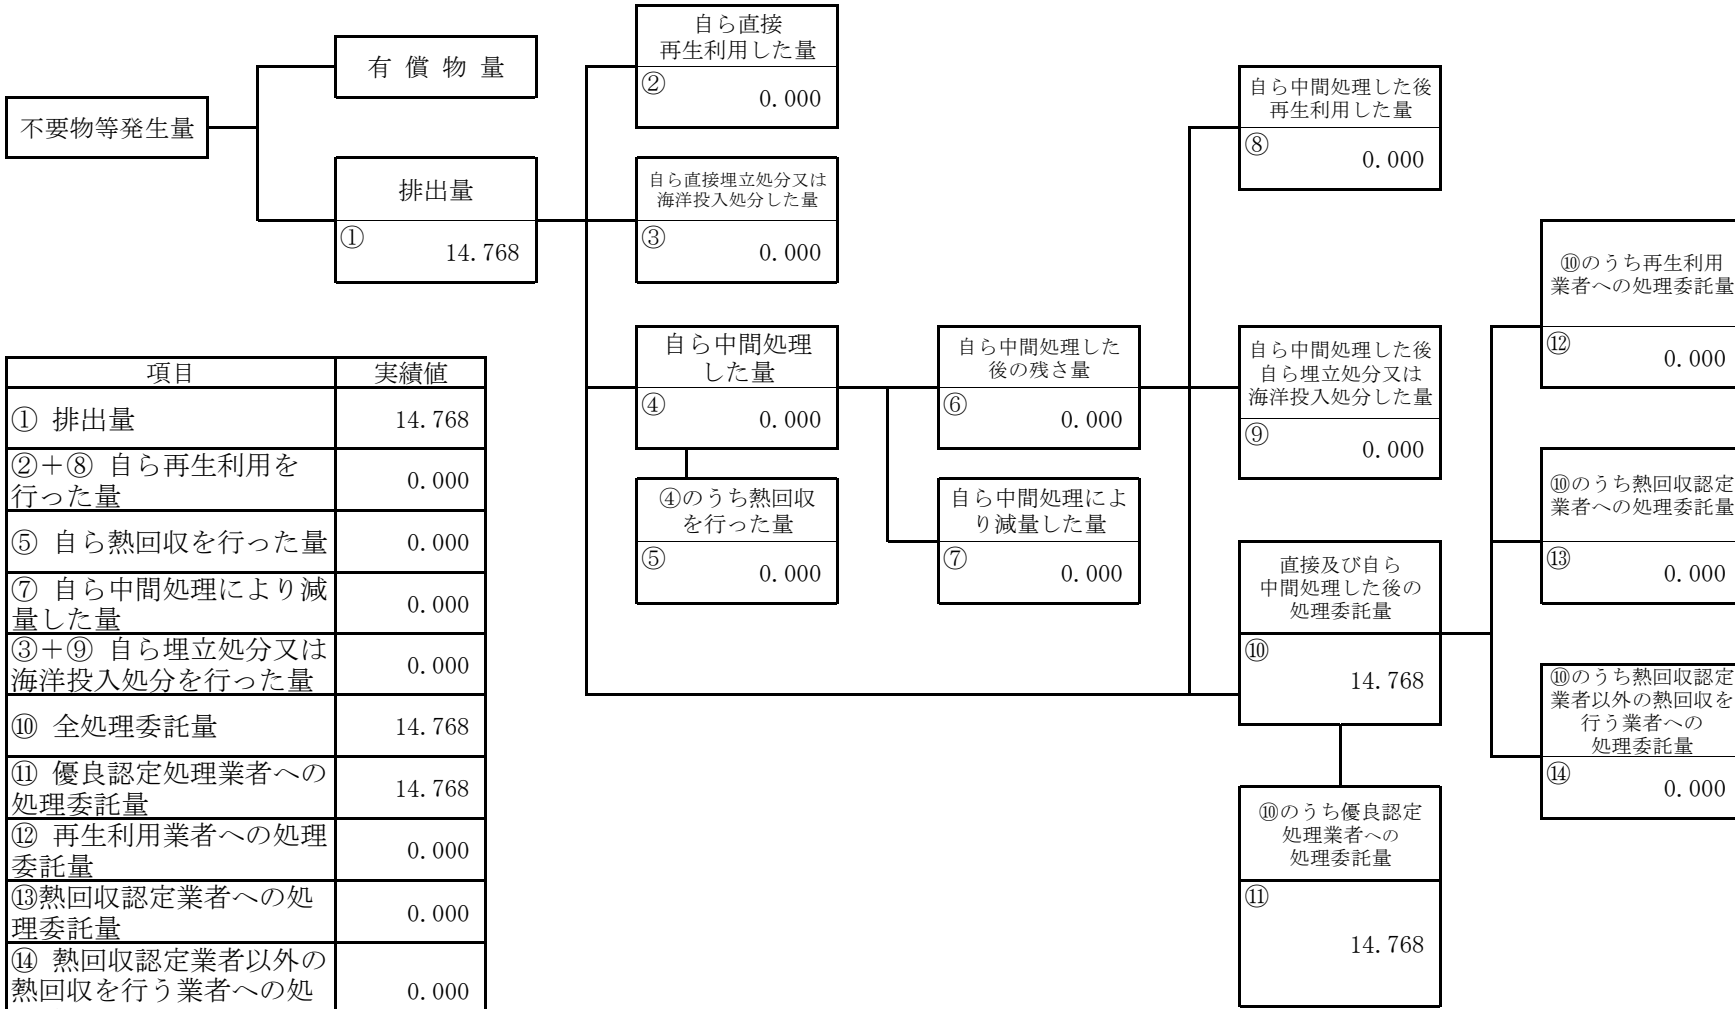 不要物等発生量
有 償 物 量
排出量
①
14.768
自ら直接
再生利用した量
②
0.000
自ら直接埋立処分又は
海洋投入処分した量
③
0.000
自ら中間処理
した量
④
0.000
④のうち熱回収
を行った量
⑤
0.000
自ら中間処理した
後の残さ量
⑥
0.000
自ら中間処理によ
り減量した量
⑦
0.000
自ら中間処理した後
再生利用した量
⑧
0.000
自ら中間処理した後
自ら埋立処分又は
海洋投入処分した量
⑨
0.000
直接及び自ら
中間処理した後の
処理委託量
⑩
14.768
⑩のうち優良認定
処理業者への
処理委託量
⑪
14.768
⑩のうち再生利用
業者への処理委託量
⑫
0.000
⑩のうち熱回収認定
業者への処理委託量
⑬
0.000
⑩のうち熱回収認定
業者以外の熱回収を
行う業者への
処理委託量
⑭
0.000
項目 実績値
① 排出量 14.768
②+⑧ 自ら再生利用を
行った量 0.000
⑤ 自ら熱回収を行った量 0.000
⑦ 自ら中間処理により減
量した量 0.000
③+⑨ 自ら埋立処分又は
海洋投入処分を行った量 0.000
⑩ 全処理委託量 14.768
⑪ 優良認定処理業者への
処理委託量 14.768
⑫ 再生利用業者への処理
委託量 0.000
⑬熱回収認定業者への処
理委託量 0.000
⑭ 熱回収認定業者以外の
熱回収を行う業者への処 0.000